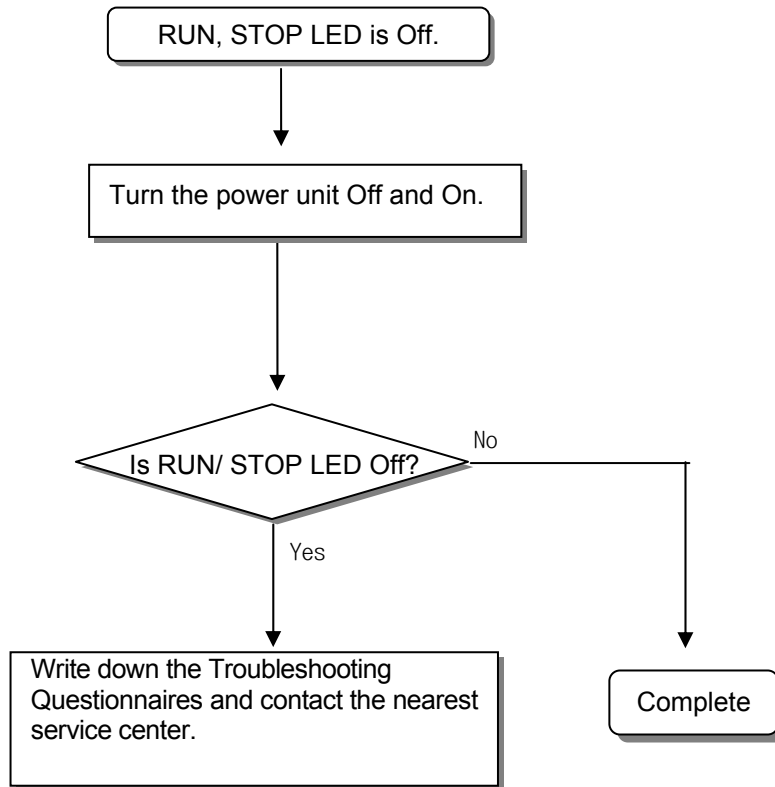 RUN, STOP LED is Off.
Turn the power unit Off and On.
Is RUN/ STOP LED Off?
No
Yes
Write down the Troubleshooting
Questionnaires and contact the nearest
service center.
Complete